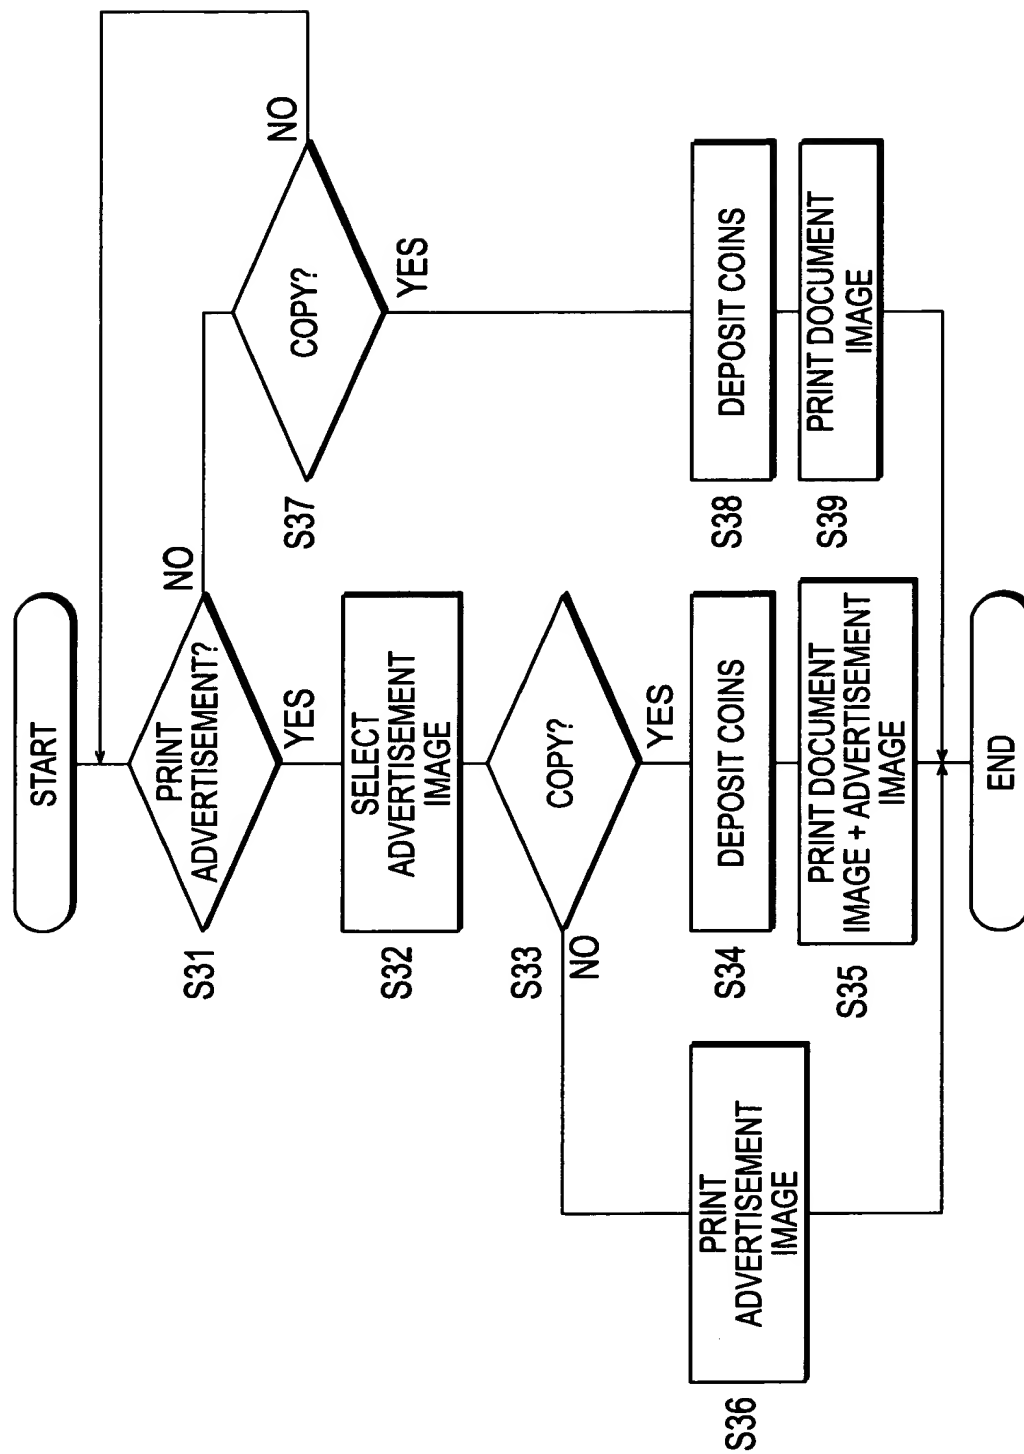 START
S31
PRINT
ADVERTISEMENT?
NO
YES
S32
SELECT
ADVERTISEMENT
IMAGE
S33
COPY?
NO
YES
S34
DEPOSIT COINS
S35
PRINT DOCUMENT
IMAGE + ADVERTISEMENT
IMAGE
S36
PRINT
ADVERTISEMENT
IMAGE
S37
COPY?
NO
YES
S38
DEPOSIT COINS
S39
PRINT DOCUMENT
IMAGE
END